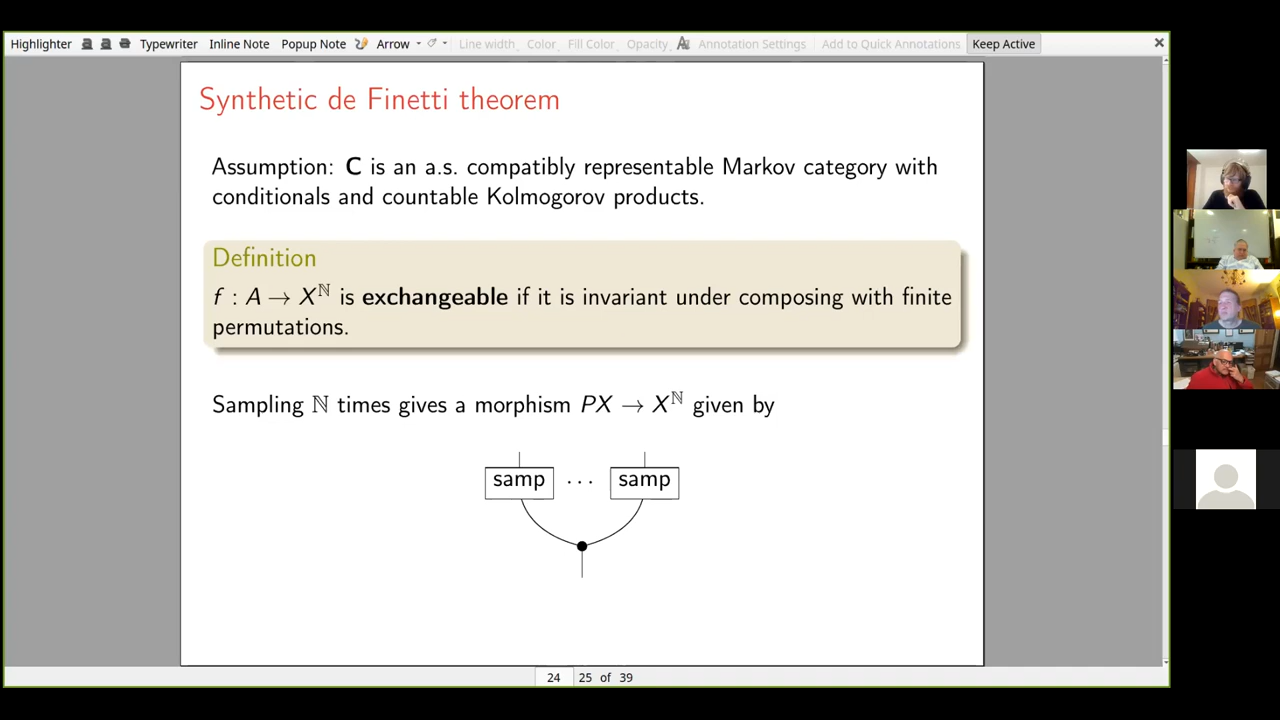 Highlighter Typewriter Inline Note Popup Note Arrow Line width Color Fill Color Opacity Annotation Settings Add to Quick Annotations Keep Active
Synthetic de Finetti theorem
Assumption: C is an a.s. compatibly representable Markov category with
conditionals and countable Kolmogorov products.
Definition
f : A → X^ℕ is exchangeable if it is invariant under composing with finite
permutations.
Sampling ℕ times gives a morphism PX → X^ℕ given by
samp ··· samp
24 25 of 39